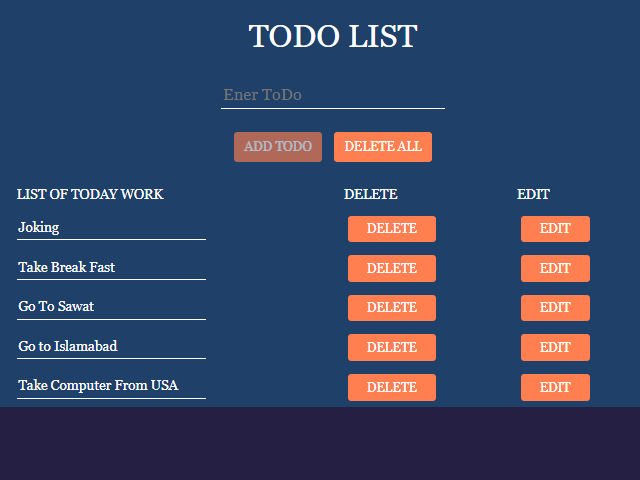 TODO LIST
Ener ToDo
ADD TODO DELETE ALL
LIST OF TODAY WORK DELETE EDIT
Joking DELETE EDIT
Take Break Fast DELETE EDIT
Go To Sawat DELETE EDIT
Go to Islamabad DELETE EDIT
Take Computer From USA DELETE EDIT